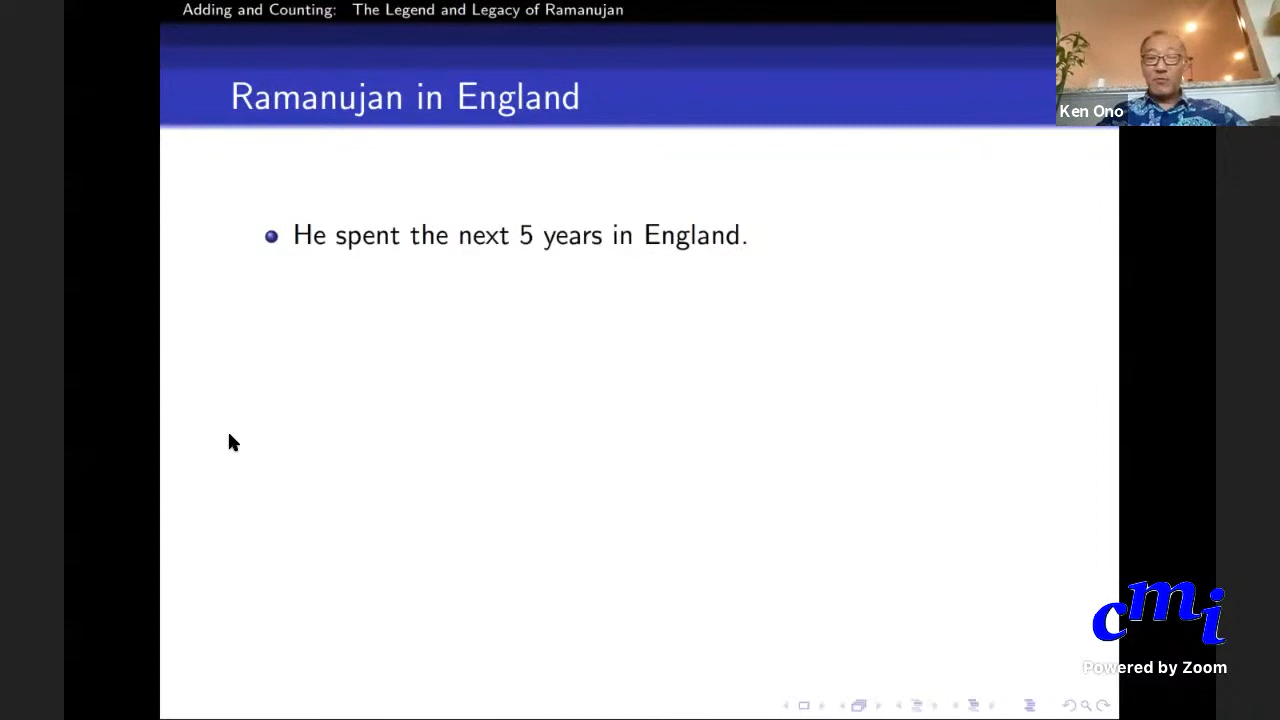 Adding and Counting: The Legend and Legacy of Ramanujan
Ramanujan in England
Ken Ono
He spent the next 5 years in England.
cmi
Powered by Zoom